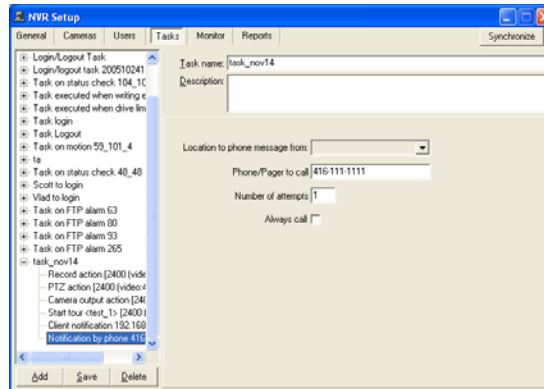 NVR Setup
General Cameras Users Tasks Monitor Reports Synchronize
Login/Logout Task
Login/logout task 200510241
Task on status check 104_10
Task executed when writing e
Task executed when drive lim
Task login
Task Logout
Task on motion 59_101_4
ta
Task on status check 48_48
Scott to login
Vlad to login
Task on FTP alarm 63
Task on FTP alarm 80
Task on FTP alarm 93
Task on FTP alarm 265
task_nov14
Record action [2400 (vide
PTZ action [2400 (video:4
Camera output action [24(
Start tour <test_1> [2400 :
Client notification 192.168
Notification by phone 416
Add Save Delete
Task name: task_nov14
Description:
Location to phone message from:
Phone/Pager to call 416-111-1111
Number of attempts 1
Always call